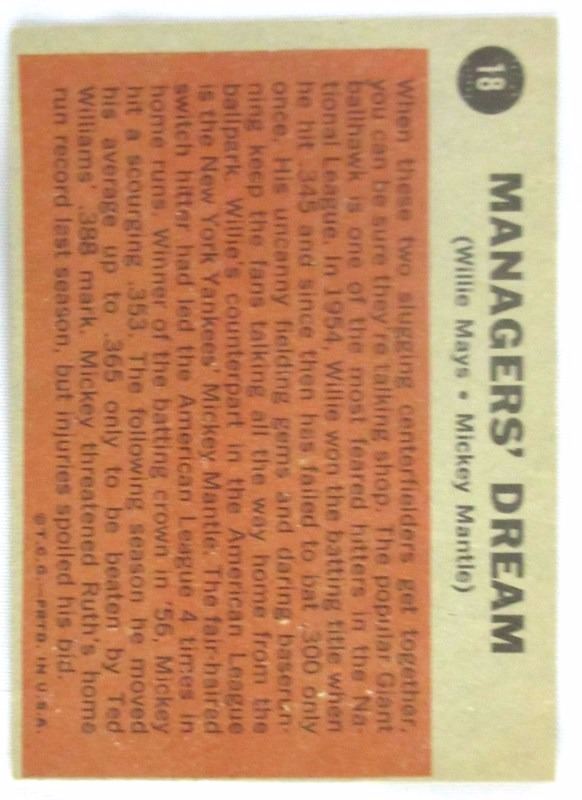 18
MANAGERS' DREAM
(Willie Mays • Mickey Mantle)
When these two slugging centerfielders get together,
you can be sure they're talking shop. The popular Giant
ballhawk is one of the most feared hitters in the Na-
tional League. In 1954, Willie won the batting title when
he hit .345 and since then has failed to bat .300 only
once. His uncanny fielding gems and daring baserun-
ning keep the fans talking all the way home from the
ballpark. Willie's counterpart in the American League
is the New York Yankees' Mickey Mantle. The fair-haired
switch hitter had led the American League 4 times in
home runs. Winner of the batting crown in '56 Mickey
hit a scourging .353. The following season he moved
his average up to .365 only to be beaten by Ted
Williams' .388 mark. Mickey threatened Ruth's home
run record last season, but injuries spoiled his bid.
©T.C.G.—PRTD. IN U.S.A.